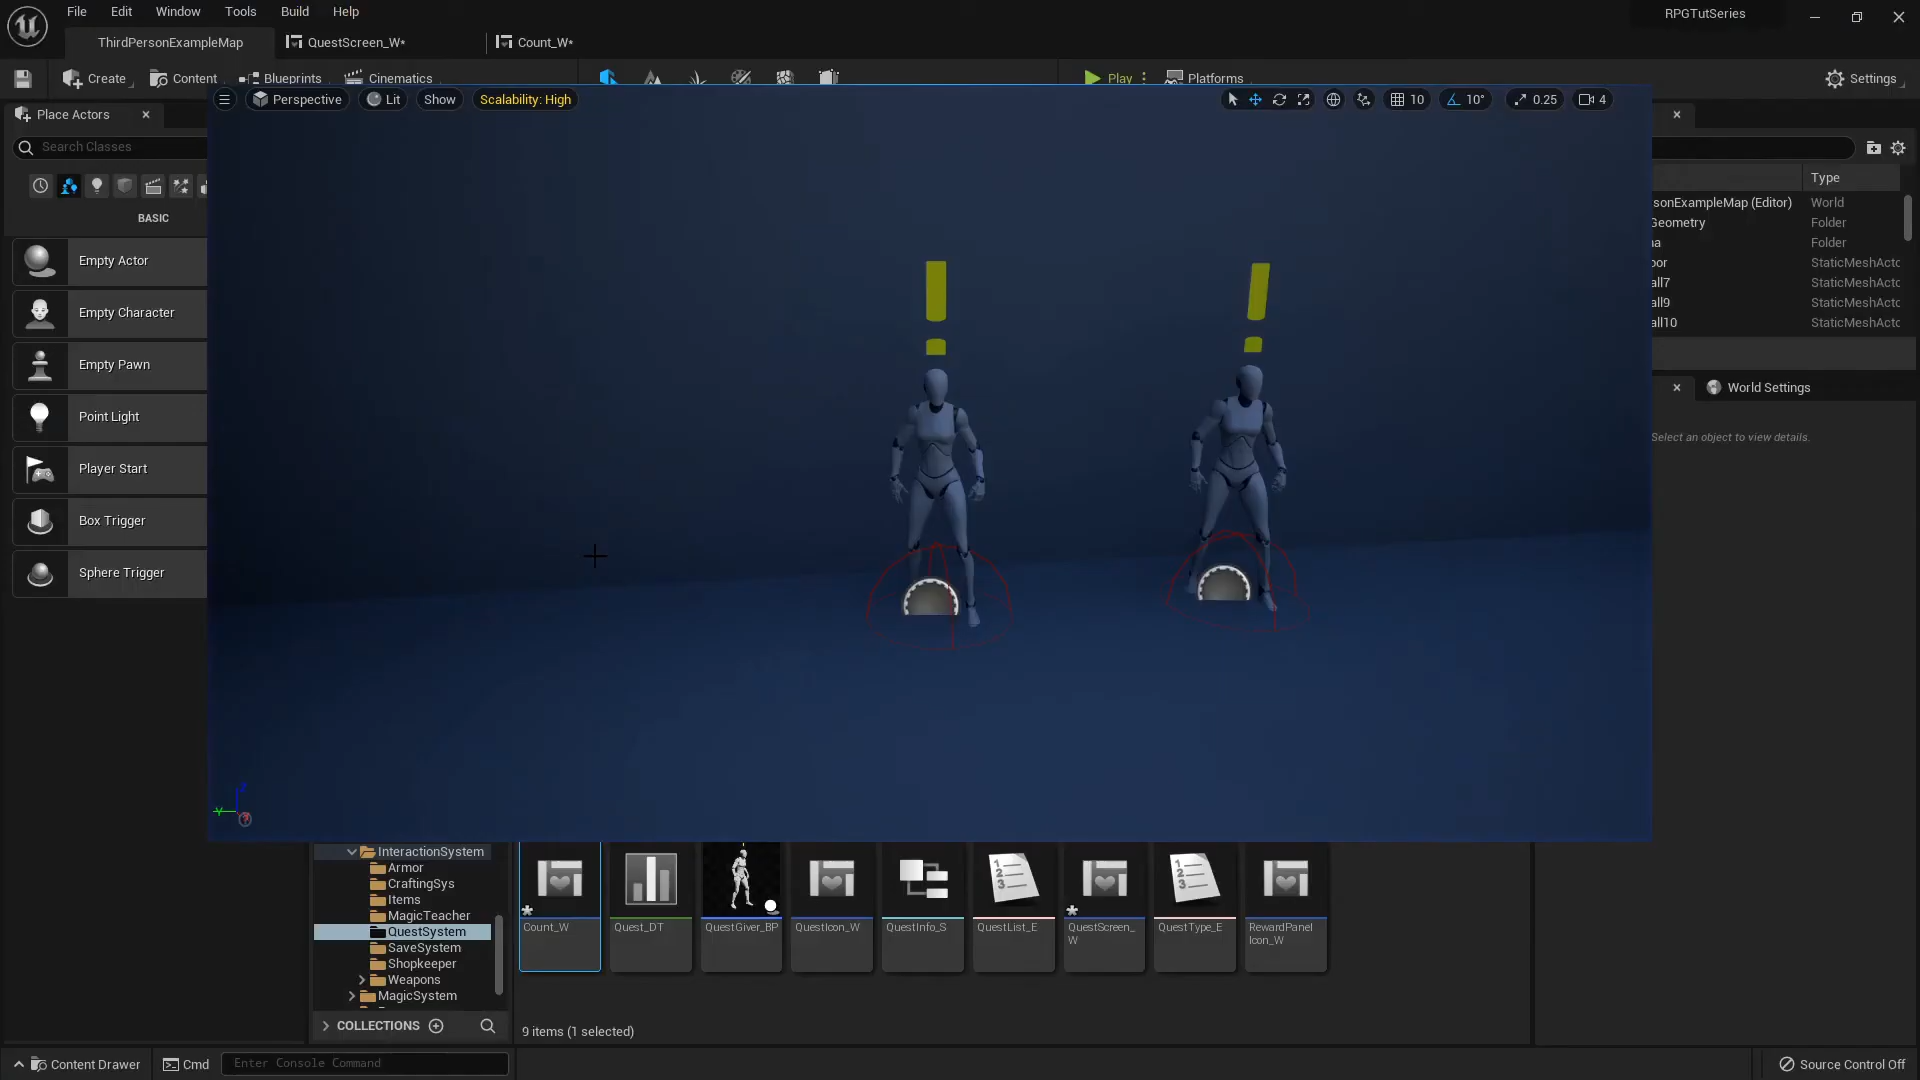 File Edit Window Tools Build Help
RPGTutSeries
ThirdPersonExampleMap
QuestScreen_W*
Count_W*
Create
Content
Blueprints
Cinematics
Play
Platforms
Settings
Perspective
Lit
Show
Scalability: High
10
10°
0.25
4
Place Actors
Search Classes
BASIC
Empty Actor
Empty Character
Empty Pawn
Point Light
Player Start
Box Trigger
Sphere Trigger
Type
sonExampleMap (Editor) World
Geometry Folder
na Folder
oor StaticMeshActo
all7 StaticMeshActo
all9 StaticMeshActo
all10 StaticMeshActo
World Settings
Select an object to view details.
InteractionSystem
Armor
CraftingSys
Items
MagicTeacher
QuestSystem
SaveSystem
Shopkeeper
Weapons
MagicSystem
COLLECTIONS
Count_W
Quest_DT
QuestGiver_BP
QuestIcon_W
QuestInfo_S
QuestList_E
QuestScreen_
W
QuestType_E
RewardPanel
Icon_W
9 items (1 selected)
Content Drawer
Cmd
Enter Console Command
Source Control Off